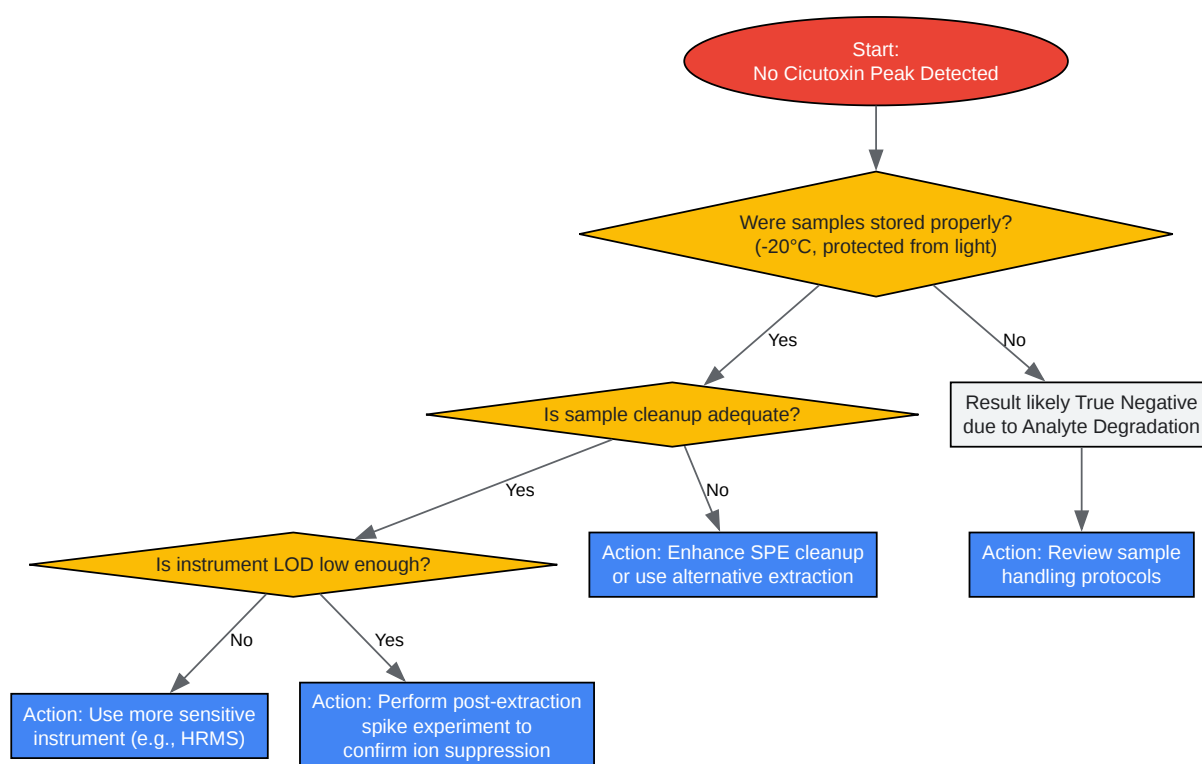 Start:
No Cicutoxin Peak Detected
Were samples stored properly?
(-20°C, protected from light)
Yes
No
Is sample cleanup adequate?
Result likely True Negative
due to Analyte Degradation
Yes
No
Is instrument LOD low enough?
Action: Enhance SPE cleanup
or use alternative extraction
Action: Review sample
handling protocols
No
Yes
Action: Use more sensitive
instrument (e.g., HRMS)
Action: Perform post-extraction
spike experiment to
confirm ion suppression